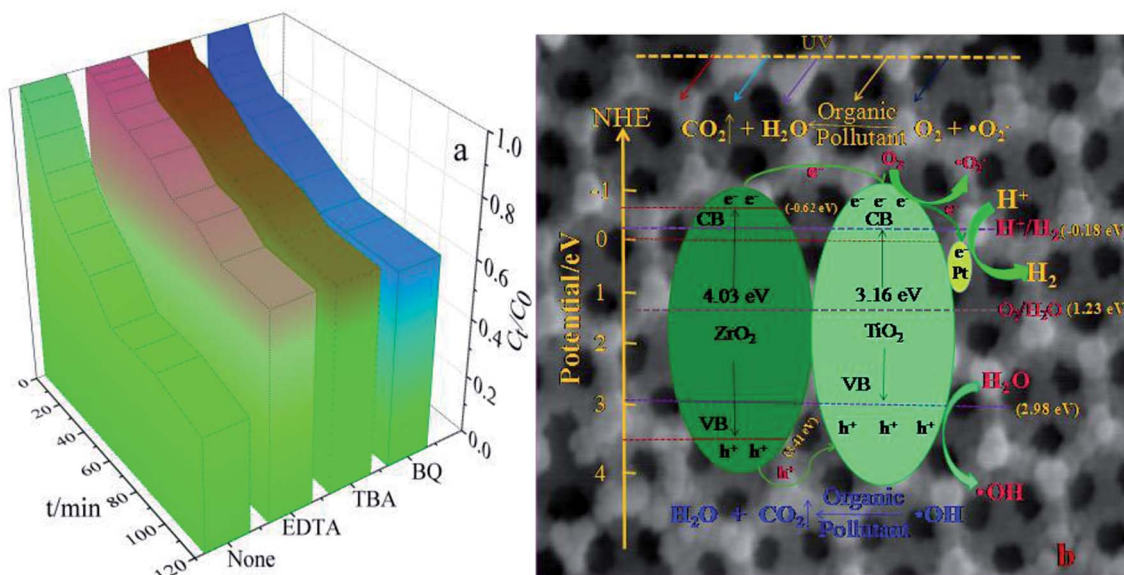 a
1.0
0.8
0.6
0.4
0.2
0.0
Ct/C0
0
20
40
60
80
100
120
t/min
None
EDTA
TBA
BQ
UV
NHE
CO₂↑ + H₂O ← Organic Pollutant O₂ + •O₂⁻
Potential/eV
-1
0
1
2
3
4
e⁻
O₂
•O₂⁻
e⁻ e⁻
CB
(-0.62 eV)
e⁻ e⁻ e⁻
CB
e⁻
H⁺
H⁺/H₂ (-0.18 eV)
e⁻
Pt
H₂
4.03 eV
3.16 eV
O₂/H₂O (1.23 eV)
ZrO₂
TiO₂
VB
H₂O
(2.98 eV)
VB
h⁺ h⁺
(3.41 eV)
h⁺ h⁺ h⁺
h⁺
•OH
H₂O + CO₂↑ ← Organic Pollutant •OH
b